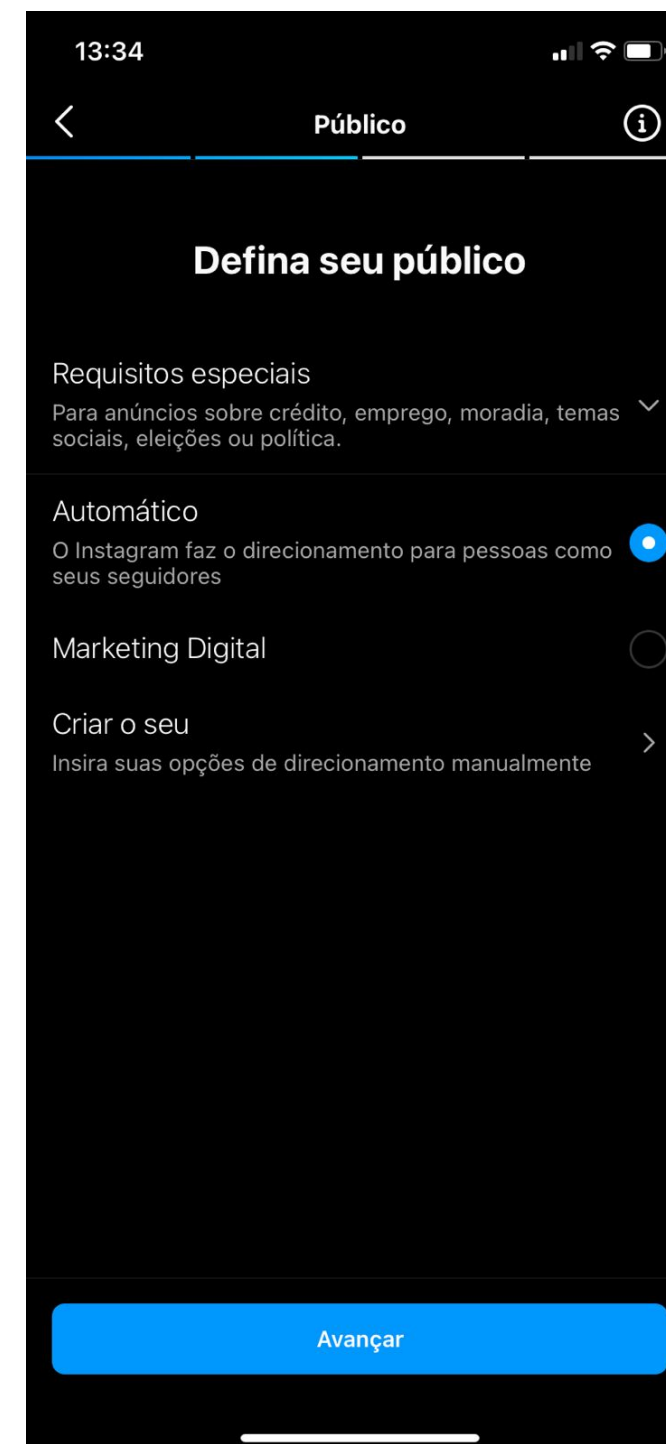 13:34
Público
Defina seu público
Requisitos especiais
Para anúncios sobre crédito, emprego, moradia, temas
sociais, eleições ou política.
Automático
O Instagram faz o direcionamento para pessoas como
seus seguidores
Marketing Digital
Criar o seu
Insira suas opções de direcionamento manualmente
Avançar